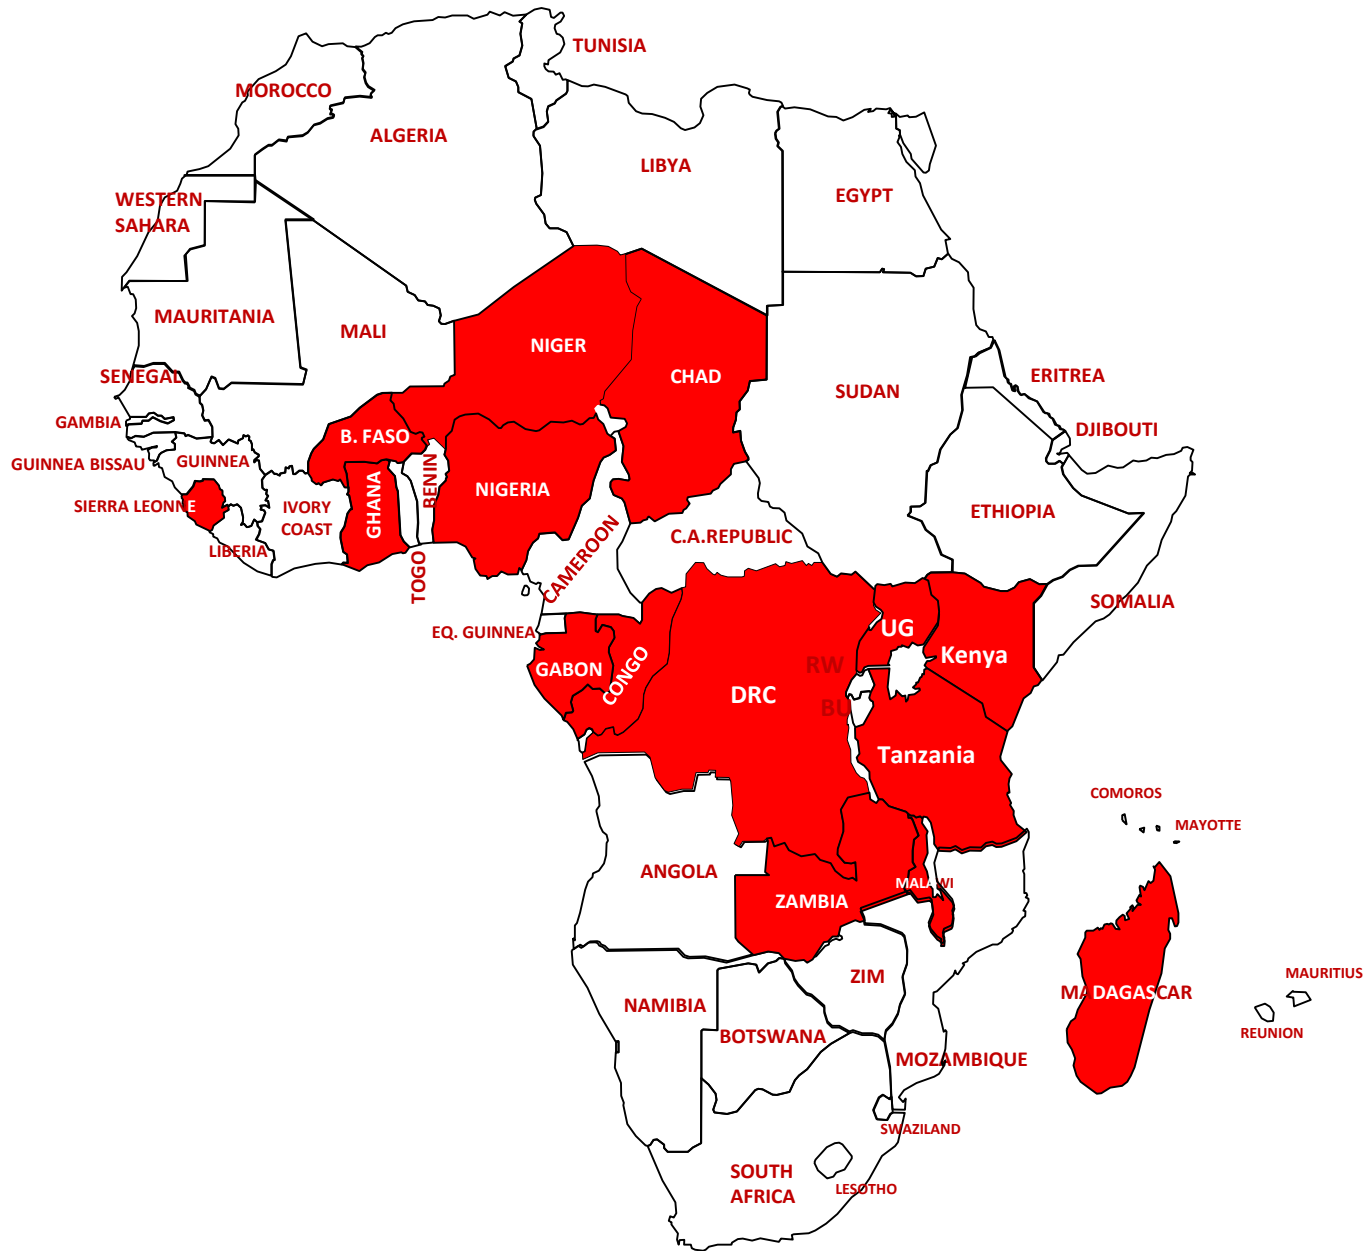 TUNISIA
MOROCCO
ALGERIA
LIBYA
EGYPT
WESTERN
SAHARA
MAURITANIA
MALI
NIGER
CHAD
SUDAN
ERITREA
SENEGAL
GAMBIA
DJIBOUTI
B. FASO
GUINNEA BISSAU
GUINNEA
BENIN
NIGERIA
GHANA
SIERRA LEONNE
IVORY
COAST
ETHIOPIA
C.A.REPUBLIC
LIBERIA
TOGO
CAMEROON
SOMALIA
EQ. GUINNEA
UG
Kenya
GABON
CONGO
RW
DRC
BU
Tanzania
COMOROS
MAYOTTE
ANGOLA
MALAWI
ZAMBIA
ZIM
MAURITIUS
MADAGASCAR
NAMIBIA
REUNION
BOTSWANA
MOZAMBIQUE
SWAZILAND
SOUTH
AFRICA
LESOTHO